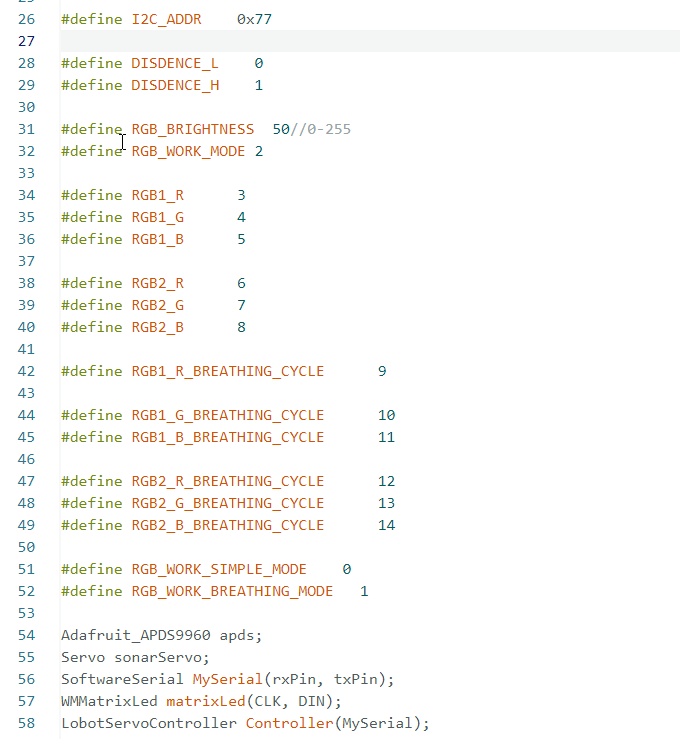 26 #define I2C_ADDR    0x77
27
28 #define DISDENCE_L    0
29 #define DISDENCE_H    1
30
31 #define RGB_BRIGHTNESS  50//0-255
32 #define RGB_WORK_MODE 2
33
34 #define RGB1_R      3
35 #define RGB1_G      4
36 #define RGB1_B      5
37
38 #define RGB2_R      6
39 #define RGB2_G      7
40 #define RGB2_B      8
41
42 #define RGB1_R_BREATHING_CYCLE      9
43
44 #define RGB1_G_BREATHING_CYCLE      10
45 #define RGB1_B_BREATHING_CYCLE      11
46
47 #define RGB2_R_BREATHING_CYCLE      12
48 #define RGB2_G_BREATHING_CYCLE      13
49 #define RGB2_B_BREATHING_CYCLE      14
50
51 #define RGB_WORK_SIMPLE_MODE    0
52 #define RGB_WORK_BREATHING_MODE   1
53
54 Adafruit_APDS9960 apds;
55 Servo sonarServo;
56 SoftwareSerial MySerial(rxPin, txPin);
57 WMMatrixLed matrixLed(CLK, DIN);
58 LobotServoController Controller(MySerial);